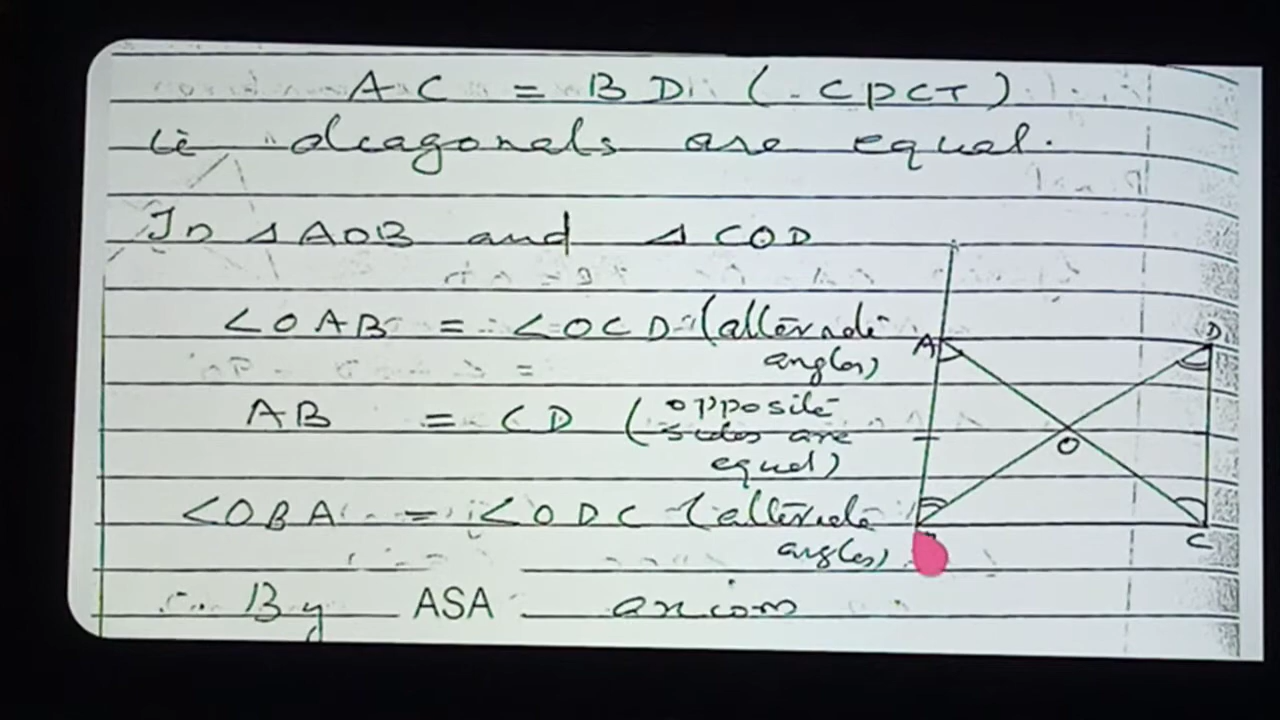 AC = BD (CPCT)
ie diagonals are equal.
In △AOB and △COD
∠OAB = ∠OCD (alternate
angles)
AB = CD (opposite
sides are
equal)
∠OBA = ∠ODC (alternate
angles)
∴ By ASA axiom
A
D
O
C